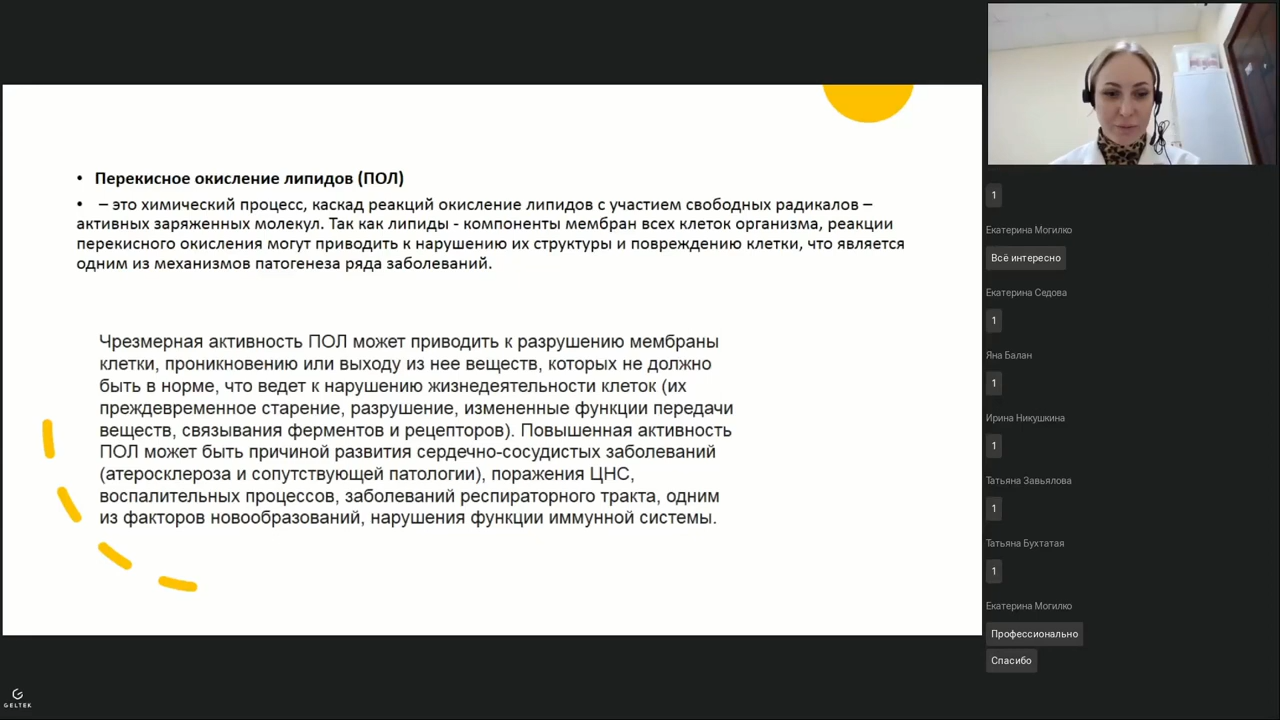 • Перекисное окисление липидов (ПОЛ)
• – это химический процесс, каскад реакций окисление липидов с участием свободных радикалов –
активных заряженных молекул. Так как липиды - компоненты мембран всех клеток организма, реакции
перекисного окисления могут приводить к нарушению их структуры и повреждению клетки, что является
одним из механизмов патогенеза ряда заболеваний.
Чрезмерная активность ПОЛ может приводить к разрушению мембраны
клетки, проникновению или выходу из нее веществ, которых не должно
быть в норме, что ведет к нарушению жизнедеятельности клеток (их
преждевременное старение, разрушение, измененные функции передачи
веществ, связывания ферментов и рецепторов). Повышенная активность
ПОЛ может быть причиной развития сердечно-сосудистых заболеваний
(атеросклероза и сопутствующей патологии), поражения ЦНС,
воспалительных процессов, заболеваний респираторного тракта, одним
из факторов новообразований, нарушения функции иммунной системы.
GELTEK
1
Екатерина Могилко
Всё интересно
Екатерина Седова
1
Яна Балан
1
Ирина Никушкина
1
Татьяна Завьялова
1
Татьяна Бухтатая
1
Екатерина Могилко
Профессионально
Спасибо